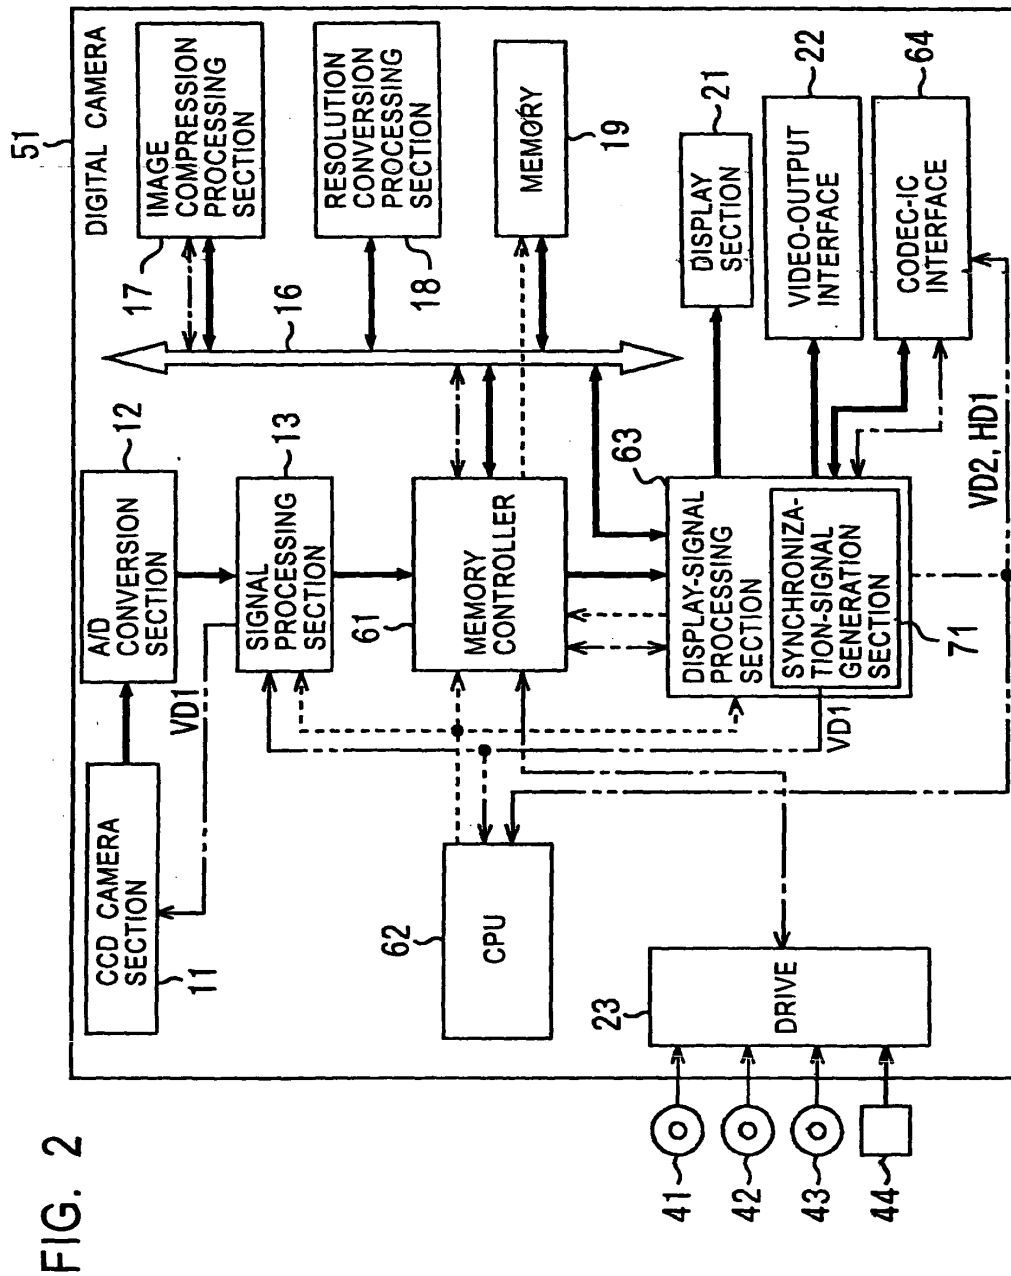 FIG. 2
51
DIGITAL CAMERA
CCD CAMERA
SECTION
11
A/D
CONVERSION
SECTION
12
VD1
SIGNAL
PROCESSING
SECTION
13
17
IMAGE
COMPRESSION
PROCESSING
SECTION
16
RESOLUTION
CONVERSION
PROCESSING
SECTION
18
MEMORY
19
61
MEMORY
CONTROLLER
62
CPU
63
DISPLAY-SIGNAL
PROCESSING
SECTION
SYNCHRONIZA-
TION-SIGNAL
GENERATION
SECTION
71
VD1
DISPLAY
SECTION
21
VIDEO-OUTPUT
INTERFACE
22
CODEC-IC
INTERFACE
64
VD2, HD1
23
DRIVE
41
42
43
44